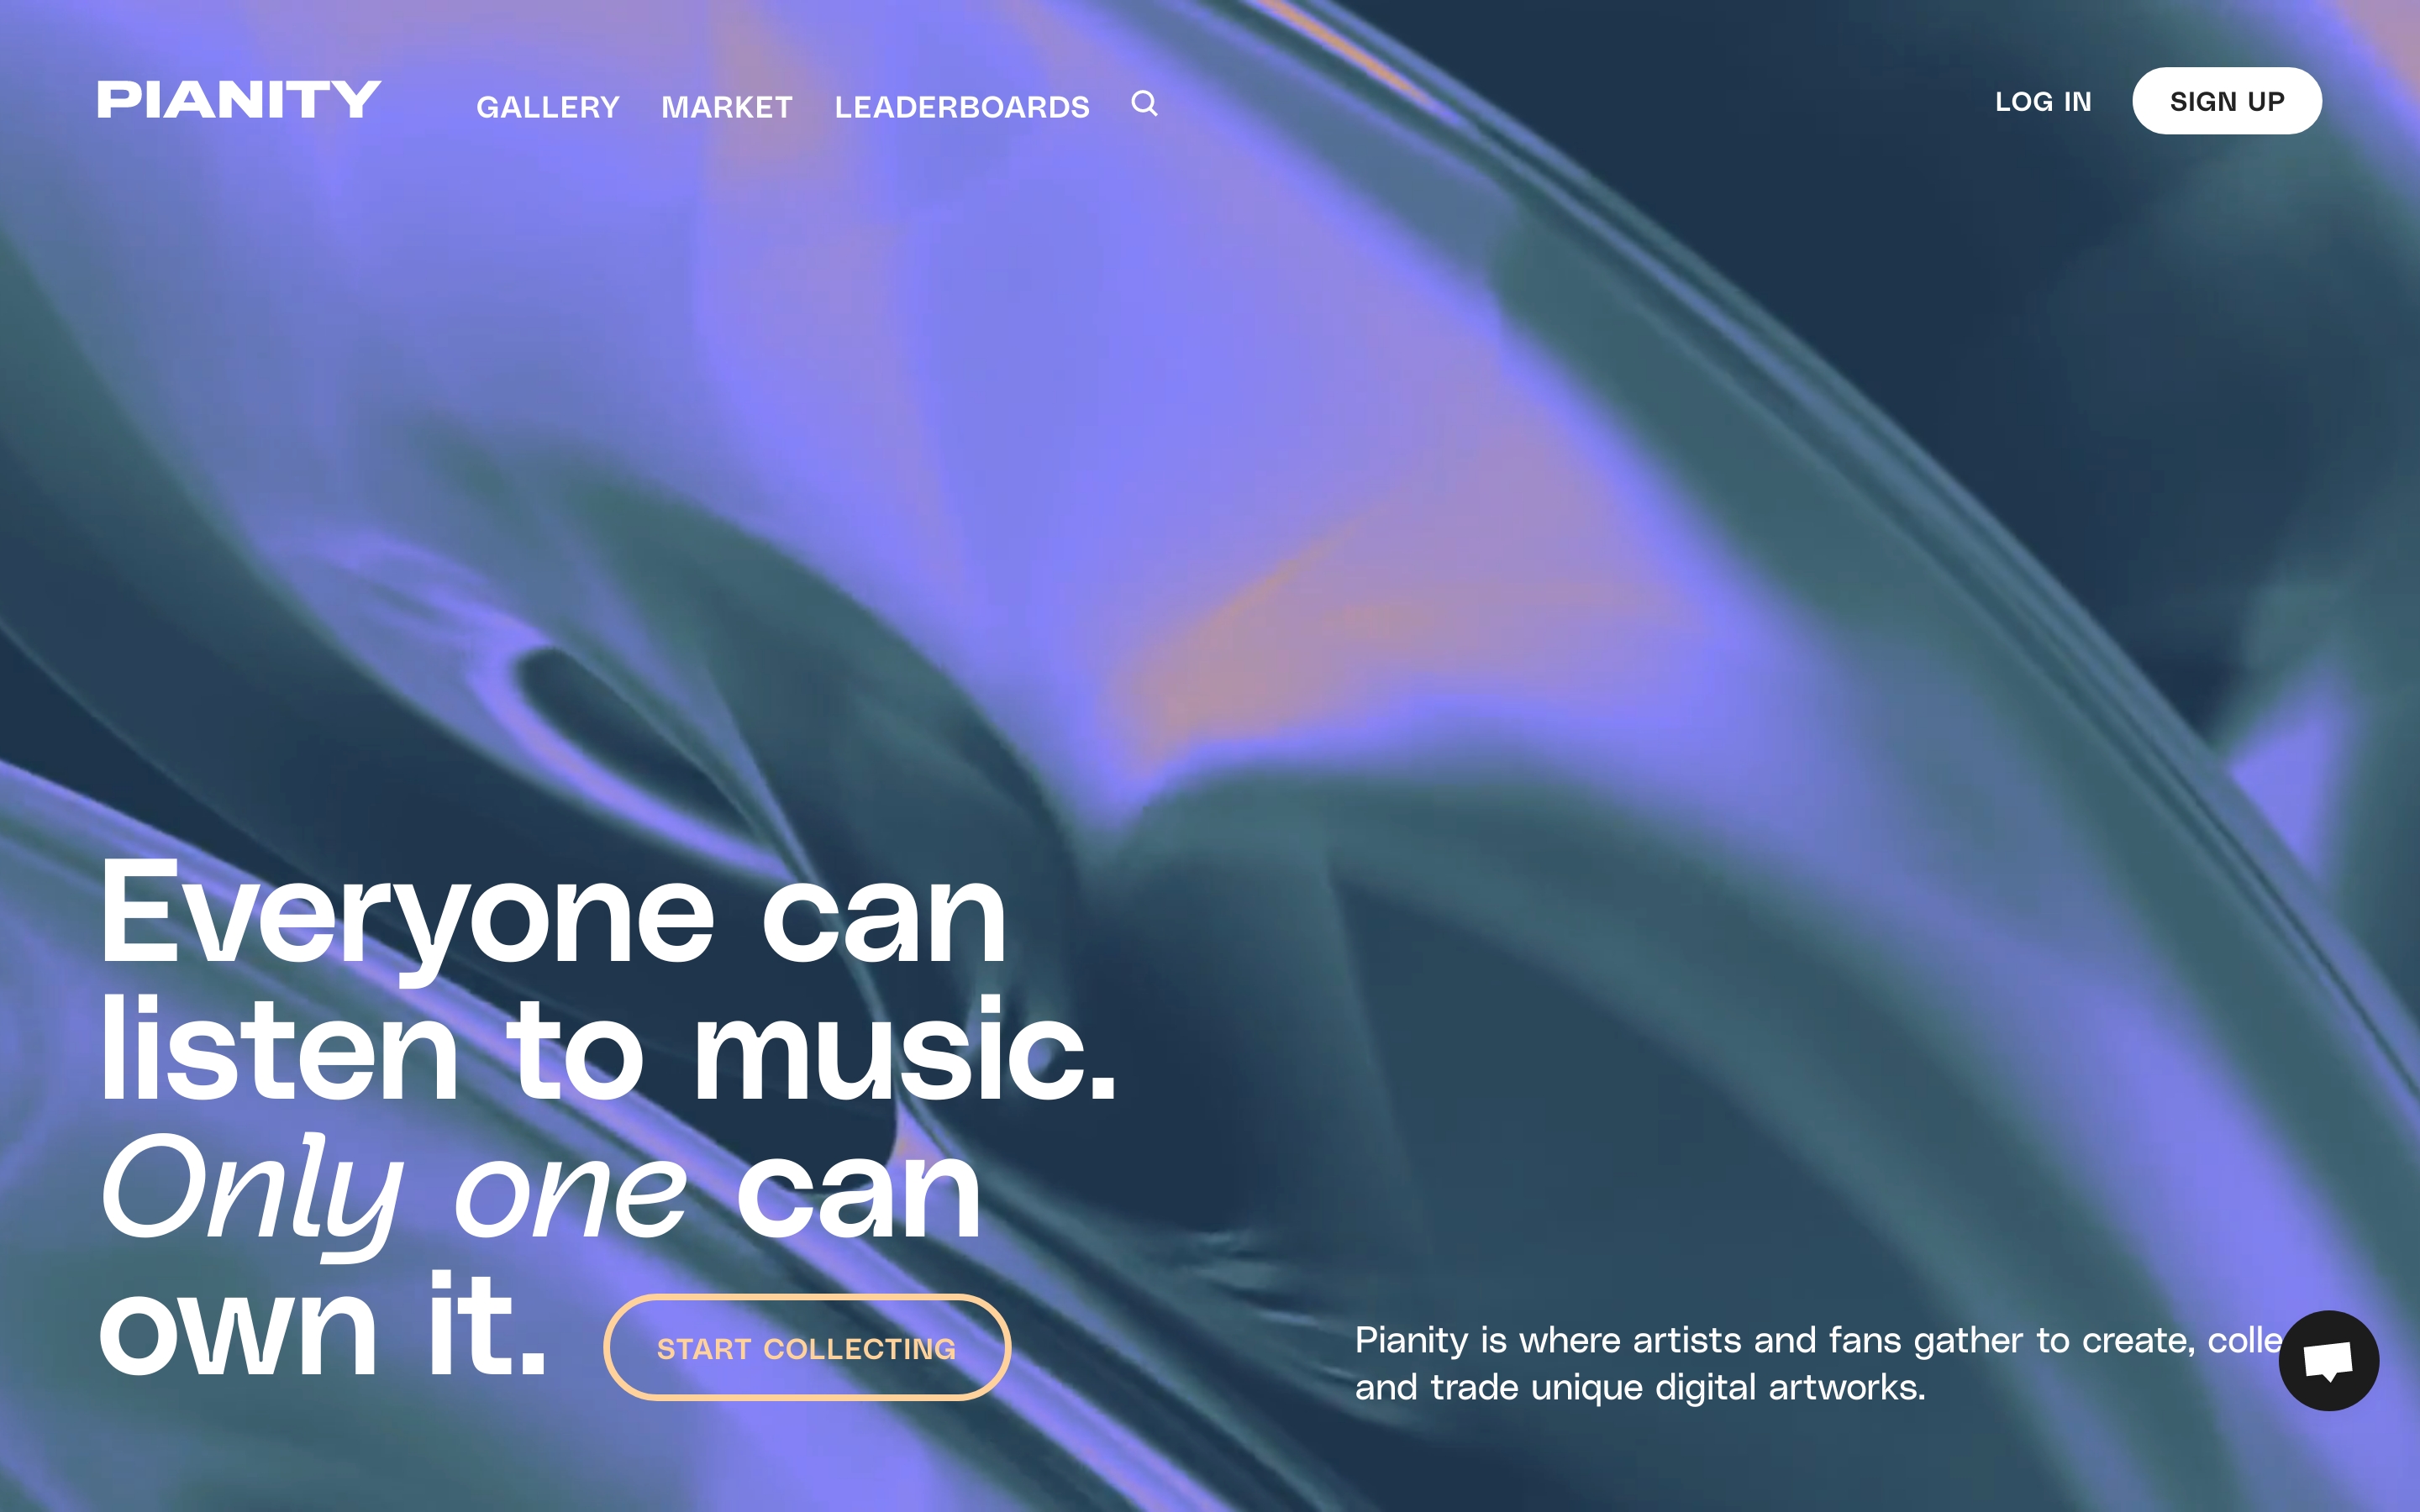 PIANITY
GALLERY MARKET LEADERBOARDS
LOG IN
SIGN UP
Everyone can
listen to music.
Only one can
own it.
START COLLECTING
Pianity is where artists and fans gather to create, colle
and trade unique digital artworks.